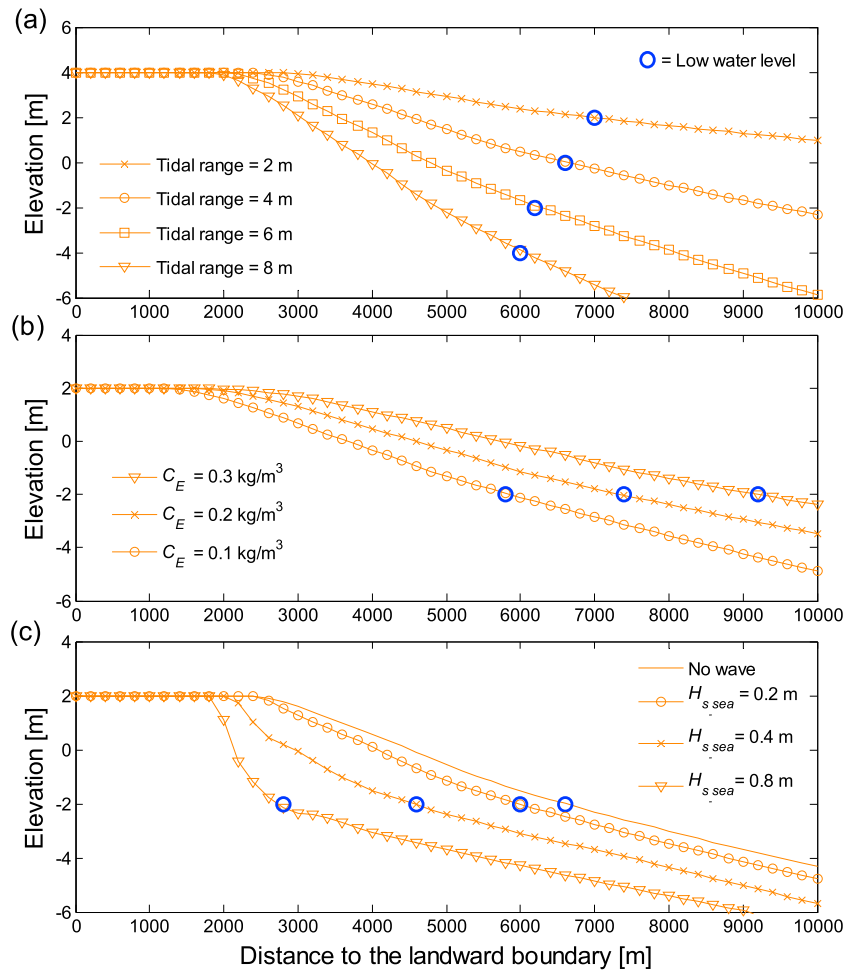 (a)
6
4
2
0
-2
-4
-6
Elevation [m]
= Low water level
Tidal range = 2 m
Tidal range = 4 m
Tidal range = 6 m
Tidal range = 8 m
0 1000 2000 3000 4000 5000 6000 7000 8000 9000 10000
(b)
4
2
0
-2
-4
-6
Elevation [m]
C_E = 0.3 kg/m³
C_E = 0.2 kg/m³
C_E = 0.1 kg/m³
0 1000 2000 3000 4000 5000 6000 7000 8000 9000 10000
(c)
4
2
0
-2
-4
-6
Elevation [m]
No wave
H_s_sea = 0.2 m
H_s_sea = 0.4 m
H_s_sea = 0.8 m
0 1000 2000 3000 4000 5000 6000 7000 8000 9000 10000
Distance to the landward boundary [m]